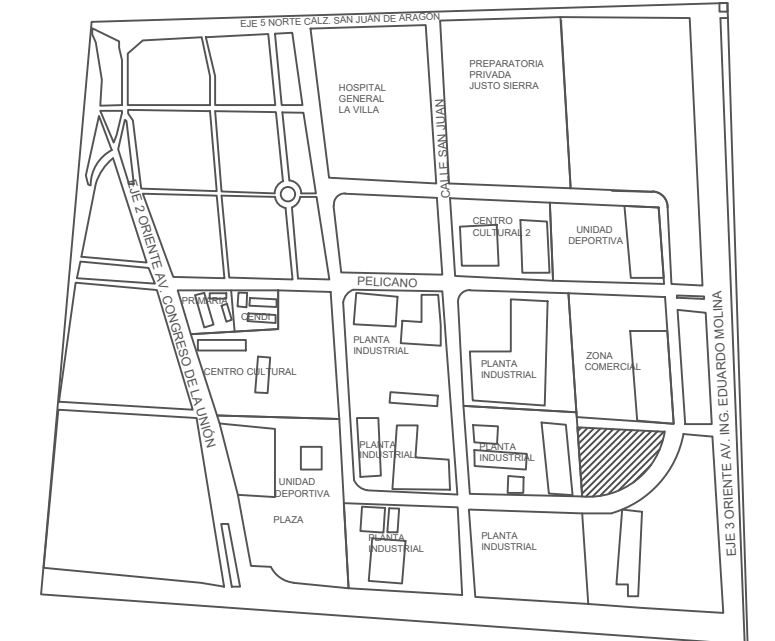 EJE 5 NORTE CALZ. SAN JUAN DE ARAGON
PREPARATORIA
PRIVADA
JUSTO SIERRA
HOSPITAL
GENERAL
LA VILLA
CALLE SAN JUAN
EJE 2 ORIENTE AV. CONGRESO DE LA UNIÓN
CENTRO
CULTURAL 2
UNIDAD
DEPORTIVA
PELICANO
PRIMARIA
CENDI
EJE 3 ORIENTE AV. ING. EDUARDO MOLINA
PLANTA
INDUSTRIAL
ZONA
COMERCIAL
PLANTA
INDUSTRIAL
CENTRO CULTURAL
PLANTA
INDUSTRIAL
PLANTA
INDUSTRIAL
UNIDAD
DEPORTIVA
PLAZA
PLANTA
INDUSTRIAL
PLANTA
INDUSTRIAL